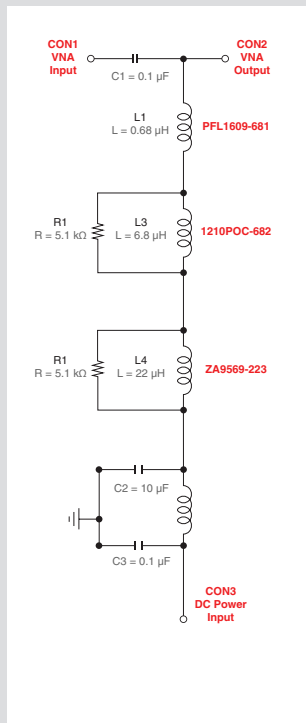 CON1
VNA
Input
CON2
VNA
Output
C1 = 0.1 µF
L1
L = 0.68 µH
PFL1609-681
R1
R = 5.1 kΩ
L3
L = 6.8 µH
1210POC-682
R1
R = 5.1 kΩ
L4
L = 22 µH
ZA9569-223
C2 = 10 µF
C3 = 0.1 µF
CON3
DC Power
Input